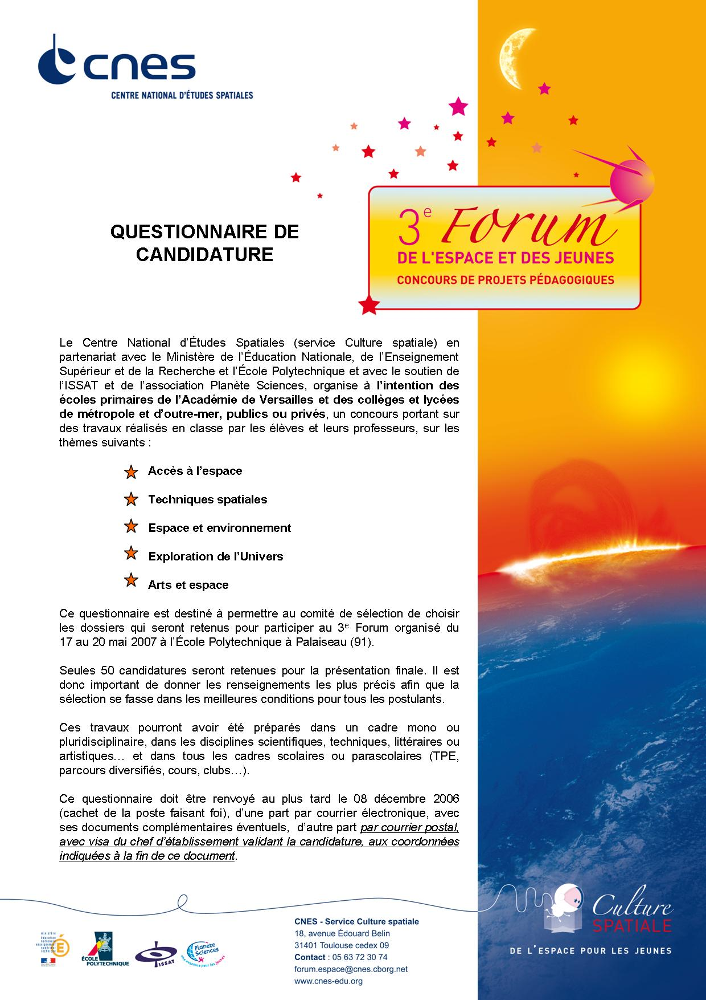 cnes
CENTRE NATIONAL D'ÉTUDES SPATIALES
QUESTIONNAIRE DE
CANDIDATURE
3e Forum
DE L'ESPACE ET DES JEUNES
CONCOURS DE PROJETS PÉDAGOGIQUES
Le Centre National d'Études Spatiales (service Culture spatiale) en
partenariat avec le Ministère de l'Éducation Nationale, de l'Enseignement
Supérieur et de la Recherche et l'École Polytechnique et avec le soutien de
l'ISSAT et de l'association Planète Sciences, organise à l'intention des
écoles primaires de l'Académie de Versailles et des collèges et lycées
de métropole et d'outre-mer, publics ou privés, un concours portant sur
des travaux réalisés en classe par les élèves et leurs professeurs, sur les
thèmes suivants :
Accès à l'espace
Techniques spatiales
Espace et environnement
Exploration de l'Univers
Arts et espace
Ce questionnaire est destiné à permettre au comité de sélection de choisir
les dossiers qui seront retenus pour participer au 3e Forum organisé du
17 au 20 mai 2007 à l'École Polytechnique à Palaiseau (91).
Seules 50 candidatures seront retenues pour la présentation finale. Il est
donc important de donner les renseignements les plus précis afin que la
sélection se fasse dans les meilleures conditions pour tous les postulants.
Ces travaux pourront avoir été préparés dans un cadre mono ou
pluridisciplinaire, dans les disciplines scientifiques, techniques, littéraires ou
artistiques… et dans tous les cadres scolaires ou parascolaires (TPE,
parcours diversifiés, cours, clubs…).
Ce questionnaire doit être renvoyé au plus tard le 08 décembre 2006
(cachet de la poste faisant foi), d'une part par courrier électronique, avec
ses documents complémentaires éventuels, d'autre part par courrier postal,
avec visa du chef d'établissement validant la candidature, aux coordonnées
indiquées à la fin de ce document.
ministère
éducation
nationale
enseignement
supérieur
recherche
ÉCOLE
POLYTECHNIQUE
ISSAT
Planete
Sciences
une aventure pour les jeunes
CNES - Service Culture spatiale
18, avenue Édouard Belin
31401 Toulouse cedex 09
Contact : 05 63 72 30 74
forum.espace@cnes.cborg.net
www.cnes-edu.org
Culture
SPATIALE
DE L'ESPACE POUR LES JEUNES